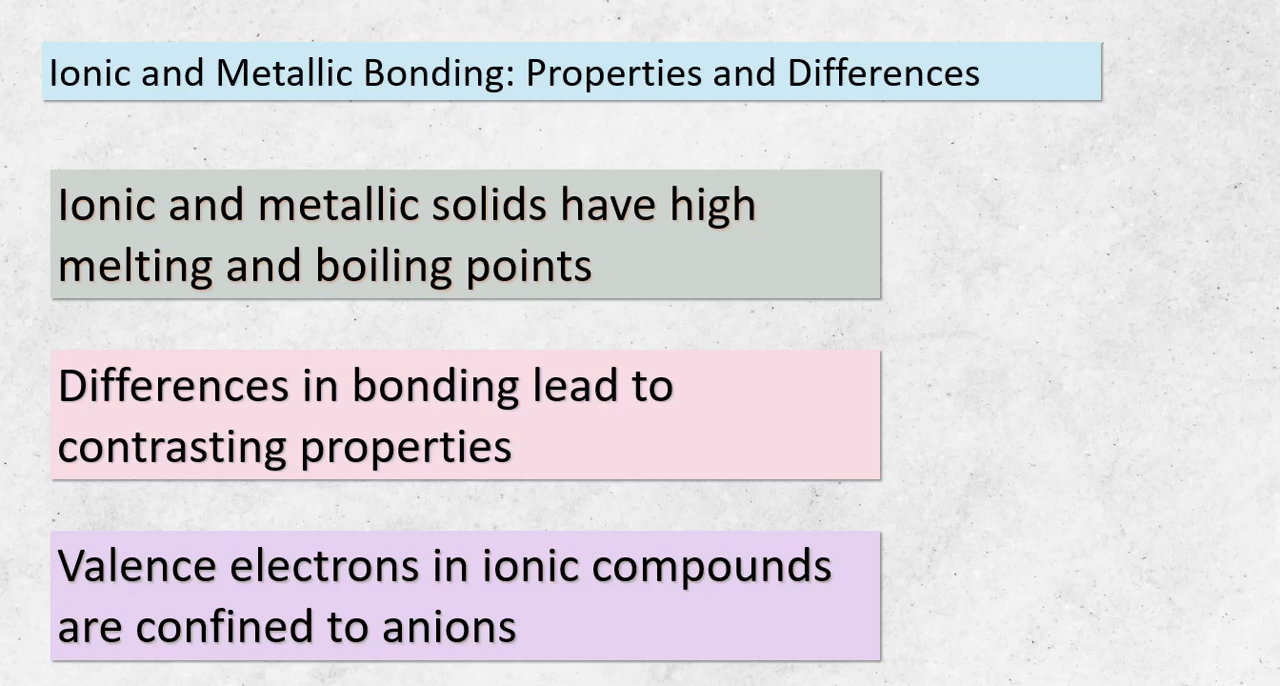 Ionic and Metallic Bonding: Properties and Differences
Ionic and metallic solids have high
melting and boiling points
Differences in bonding lead to
contrasting properties
Valence electrons in ionic compounds
are confined to anions